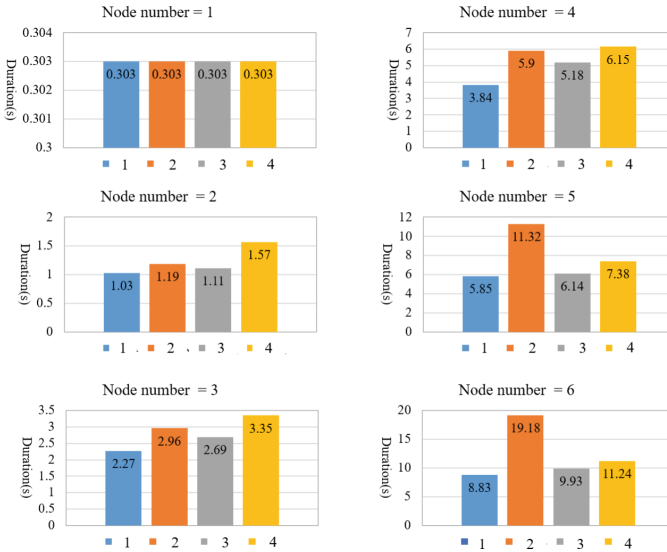 Node number = 1
Duration(s)
0.304
0.303
0.302
0.301
0.3
0.303 0.303 0.303 0.303
1 2 3 4
Node number = 4
Duration(s)
7
6
5
4
3
2
1
0
3.84 5.9 5.18 6.15
1 2 3 4
Node number = 2
Duration(s)
2
1.5
1
0.5
0
1.03 1.19 1.11 1.57
1 2 3 4
Node number = 5
Duration(s)
12
10
8
6
4
2
0
5.85 11.32 6.14 7.38
1 2 3 4
Node number = 3
Duration(s)
3.5
3
2.5
2
1.5
1
0.5
0
2.27 2.96 2.69 3.35
1 2 3 4
Node number = 6
Duration(s)
20
15
10
5
0
8.83 19.18 9.93 11.24
1 2 3 4